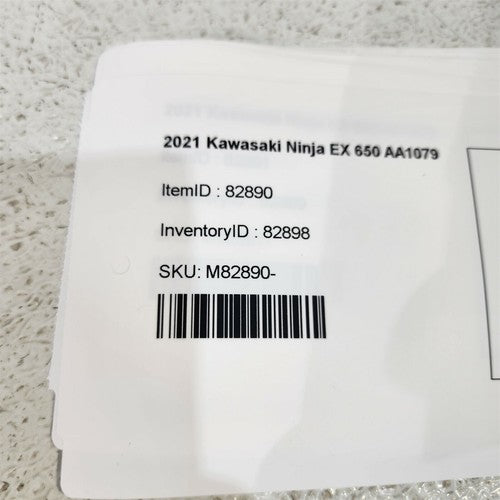 2021 Kawasaki Ninja EX 650 AA1079
ItemID : 82890
InventoryID : 82898
SKU: M82890-